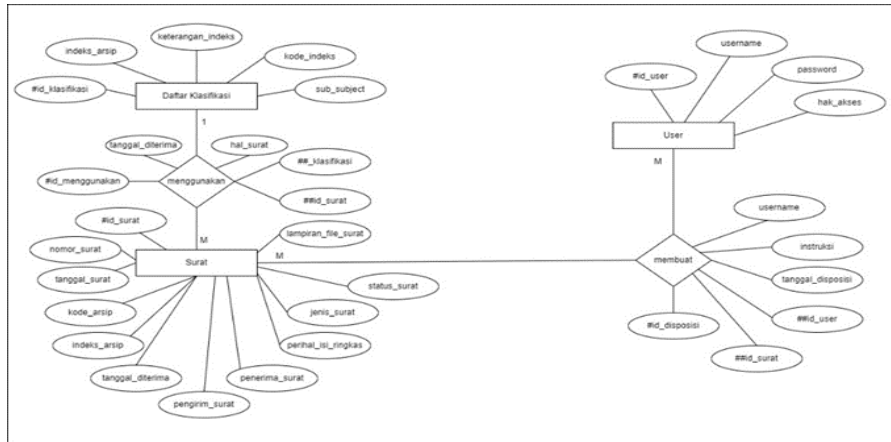 keterangan_indeks
indeks_arsip
kode_indeks
#id_klasifikasi
Daftar Klasifikasi
sub_subject
1
tanggal_diterima
hal_surat
##_klasifikasi
#id_menggunakan
menggunakan
##id_surat
#id_surat
M
lampiran_file_surat
nomor_surat
Surat
M
tanggal_surat
status_surat
kode_arsip
jenis_surat
indeks_arsip
perihal_isi_ringkas
tanggal_diterima
penerima_surat
pengirim_surat
username
#id_user
password
hak_akses
User
M
username
instruksi
membuat
tanggal_disposisi
##id_user
#id_disposisi
##id_surat